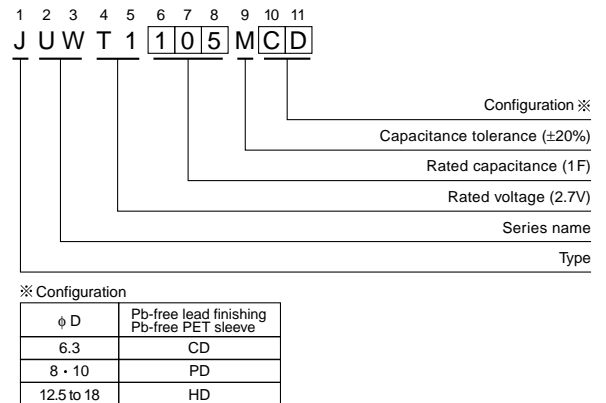 1 2 3 4 5 6 7 8 9 10 11
J U W T 1 1 0 5 M C D
Configuration ※
Capacitance tolerance (±20%)
Rated capacitance (1F)
Rated voltage (2.7V)
Series name
Type
※Configuration
ϕ D Pb-free lead finishing
Pb-free PET sleeve
6.3 CD
8・10 PD
12.5 to 18 HD